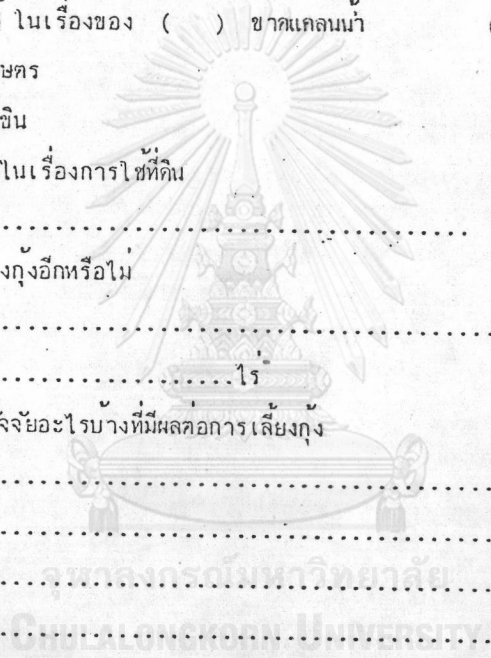 ในเรื่องของ ( ) ขาดแคลนน้ำ (
ษตร
ขิน
ในเรื่องการใช้ที่ดิน
..................................................
งกุ้งอีกหรือไม่
..................................................
........................ไร่
จจัยอะไรบ้างที่มีผลต่อการเลี้ยงกุ้ง
..................................................
..................................................
..................................................
..................................................
จุฬาลงกรณ์มหาวิทยาลัย
CHULALONGKORN UNIVERSITY